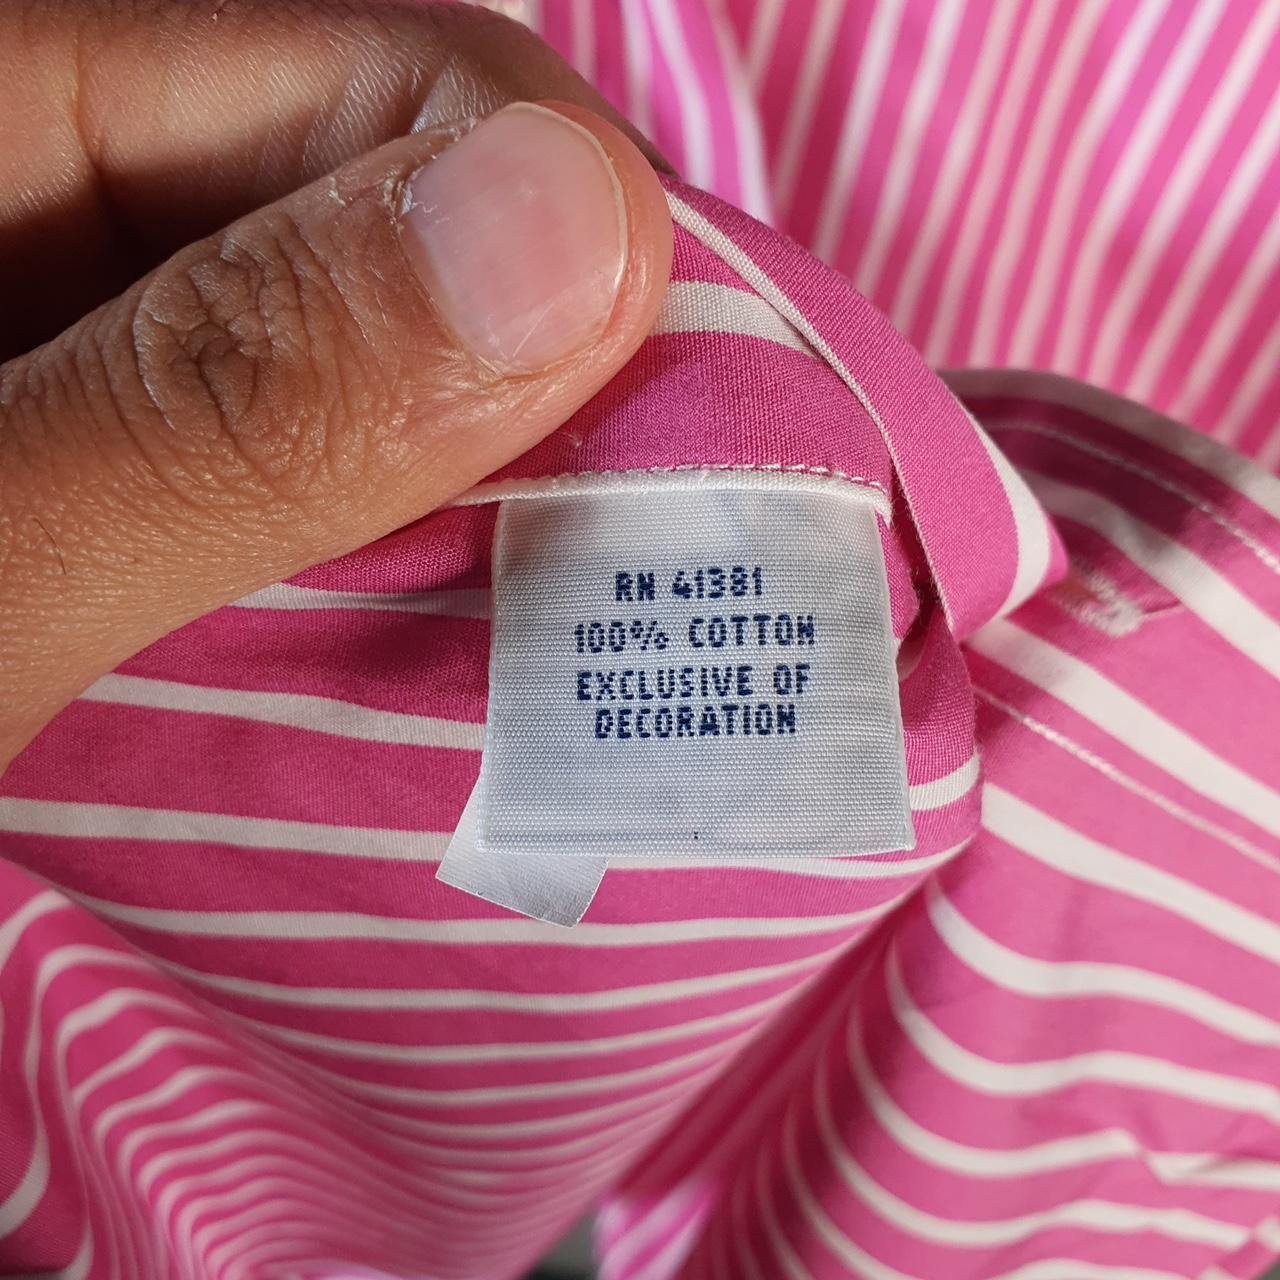 RN 41381
100% COTTON
EXCLUSIVE OF
DECORATION